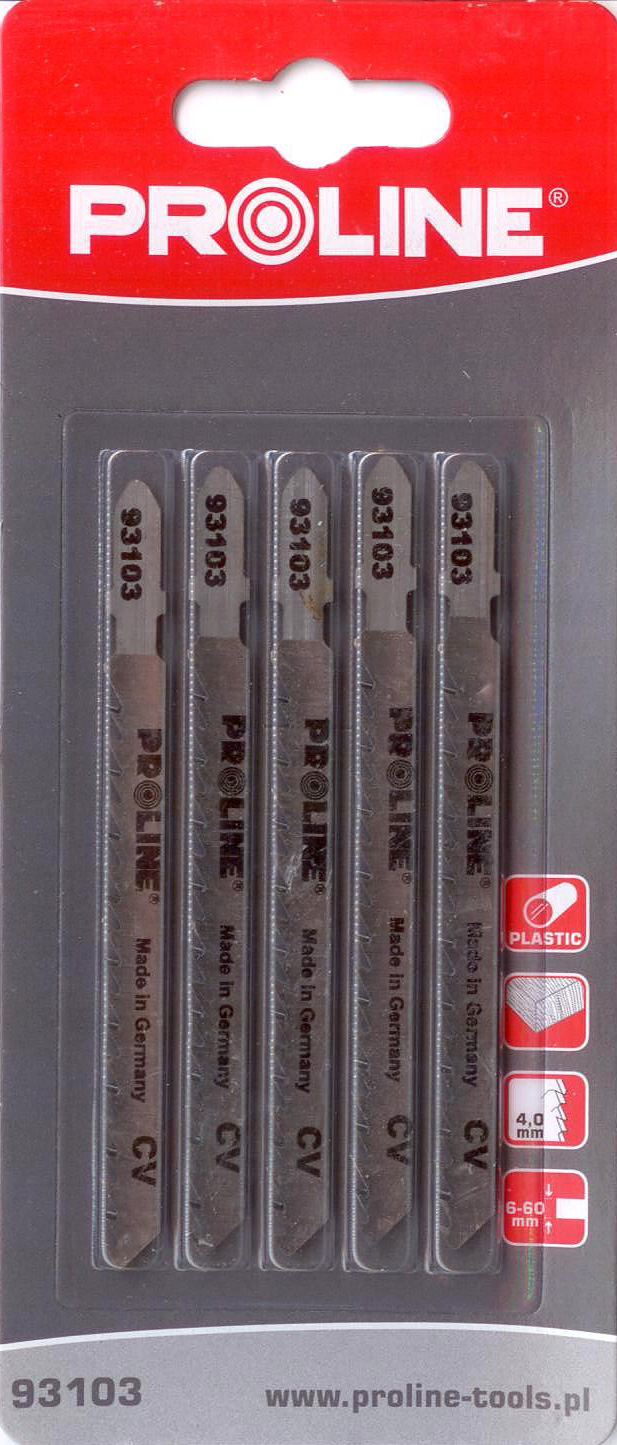 PROLINE®
93103
93103
93103
93103
93103
PROLINE®
PROLINE®
PROLINE®
PROLINE®
PROLINE®
Made in Germany
Made in Germany
Made in Germany
Made in Germany
Made in Germany
CV
CV
CV
CV
CV
PLASTIC
4,0
mm
6-60
mm
93103
www.proline-tools.pl